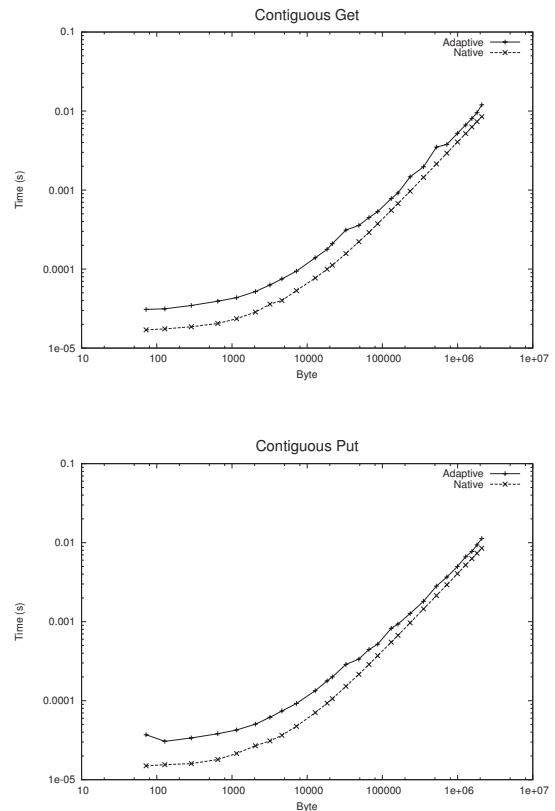 Contiguous Get
0.1
Adaptive
Native
0.01
0.001
0.0001
1e-05
Time (s)
10 100 1000 10000 100000 1e+06 1e+07
Byte
Contiguous Put
0.1
Adaptive
Native
0.01
0.001
0.0001
1e-05
Time (s)
10 100 1000 10000 100000 1e+06 1e+07
Byte